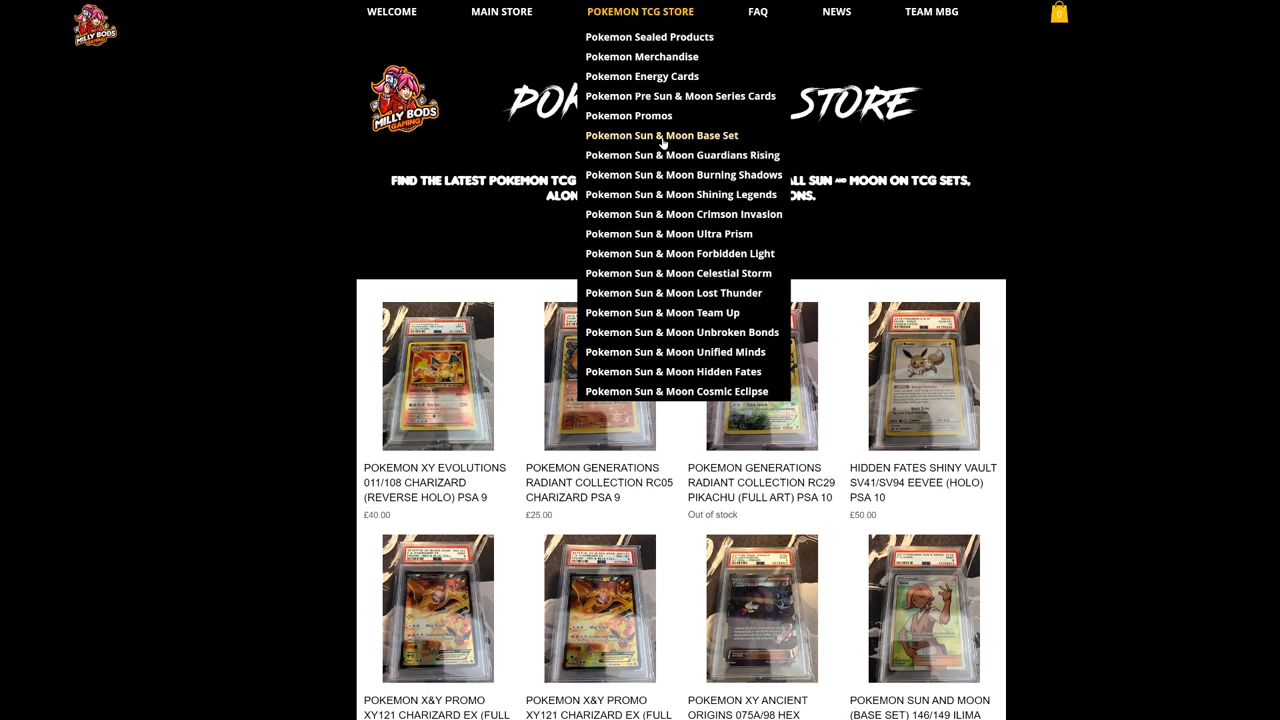 WELCOME
MAIN STORE
POKEMON TCG STORE
FAQ
NEWS
TEAM MBG
0
MILLY BODS
GAMING
Pokemon Sealed Products
Pokemon Merchandise
Pokemon Energy Cards
Pokemon Pre Sun & Moon Series Cards
Pokemon Promos
Pokemon Sun & Moon Base Set
Pokemon Sun & Moon Guardians Rising
Pokemon Sun & Moon Burning Shadows
Pokemon Sun & Moon Shining Legends
Pokemon Sun & Moon Crimson Invasion
Pokemon Sun & Moon Ultra Prism
Pokemon Sun & Moon Forbidden Light
Pokemon Sun & Moon Celestial Storm
Pokemon Sun & Moon Lost Thunder
Pokemon Sun & Moon Team Up
Pokemon Sun & Moon Unbroken Bonds
Pokemon Sun & Moon Unified Minds
Pokemon Sun & Moon Hidden Fates
Pokemon Sun & Moon Cosmic Eclipse
MILLY BODS
GAMING
POK STORE
FIND THE LATEST POKEMON TCG ALL SUN AND MOON ON TCG SETS,
ALON ONS.
POKEMON XY EVOLUTIONS
011/108 CHARIZARD
(REVERSE HOLO) PSA 9
£40.00
POKEMON GENERATIONS
RADIANT COLLECTION RC05
CHARIZARD PSA 9
£25.00
POKEMON GENERATIONS
RADIANT COLLECTION RC29
PIKACHU (FULL ART) PSA 10
Out of stock
HIDDEN FATES SHINY VAULT
SV41/SV94 EEVEE (HOLO)
PSA 10
£50.00
POKEMON X&Y PROMO
XY121 CHARIZARD EX (FULL
POKEMON X&Y PROMO
XY121 CHARIZARD EX (FULL
POKEMON XY ANCIENT
ORIGINS 075A/98 HEX
POKEMON SUN AND MOON
(BASE SET) 146/149 ILIMA